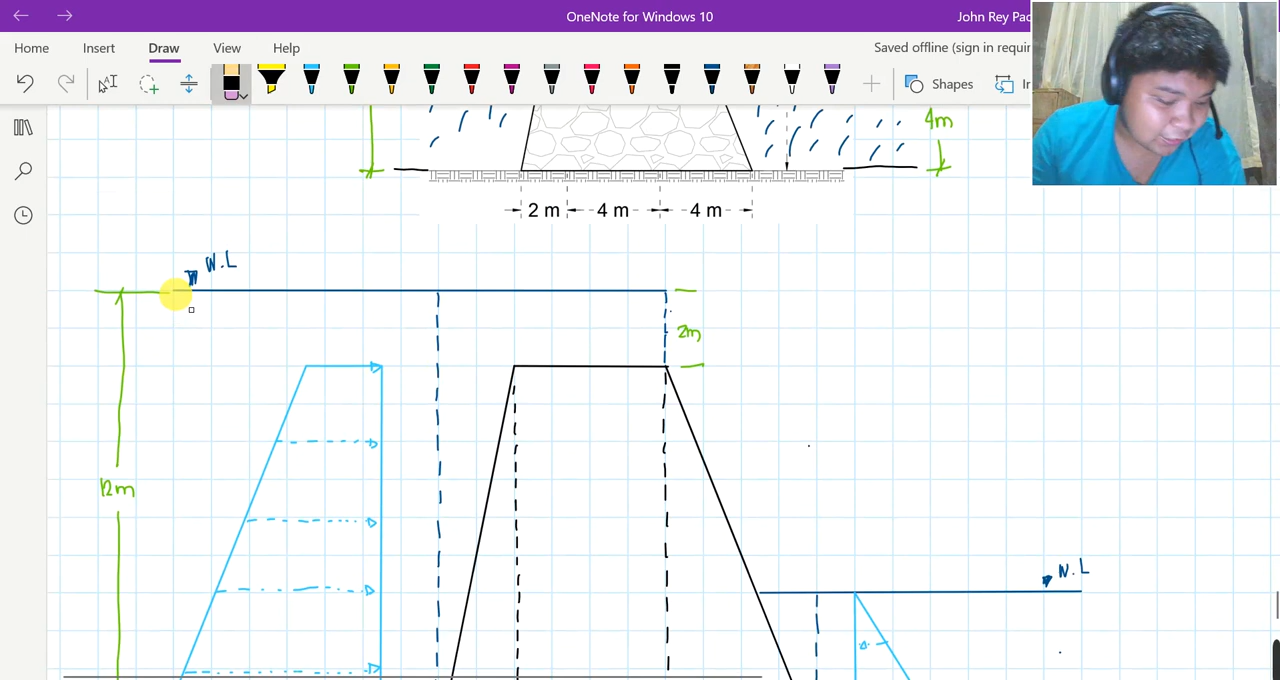 OneNote for Windows 10
John Rey Pac
Home Insert Draw View Help
Saved offline (sign in requir
Shapes
In
4m
2 m 4 m 4 m
W.L
2m
12m
W.L